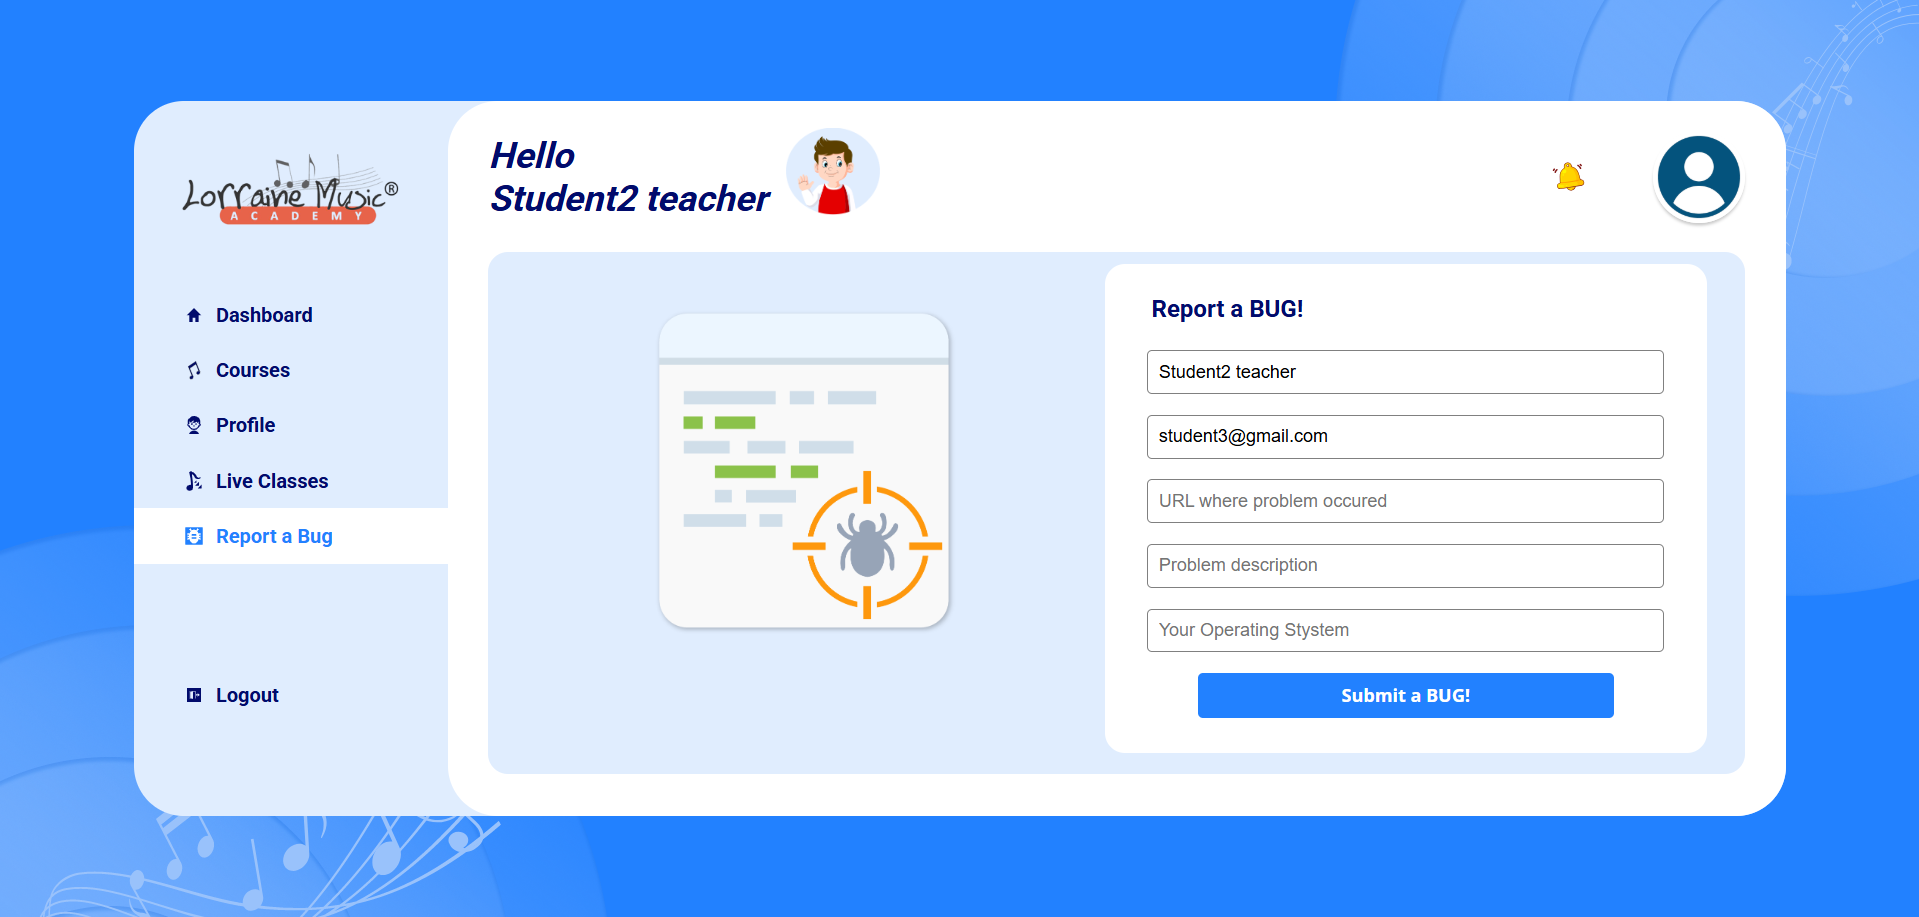 Lorraine Music®
ACADEMY
Dashboard
Courses
Profile
Live Classes
Report a Bug
Logout
Hello
Student2 teacher
Report a BUG!
Student2 teacher
student3@gmail.com
URL where problem occured
Problem description
Your Operating Stystem
Submit a BUG!